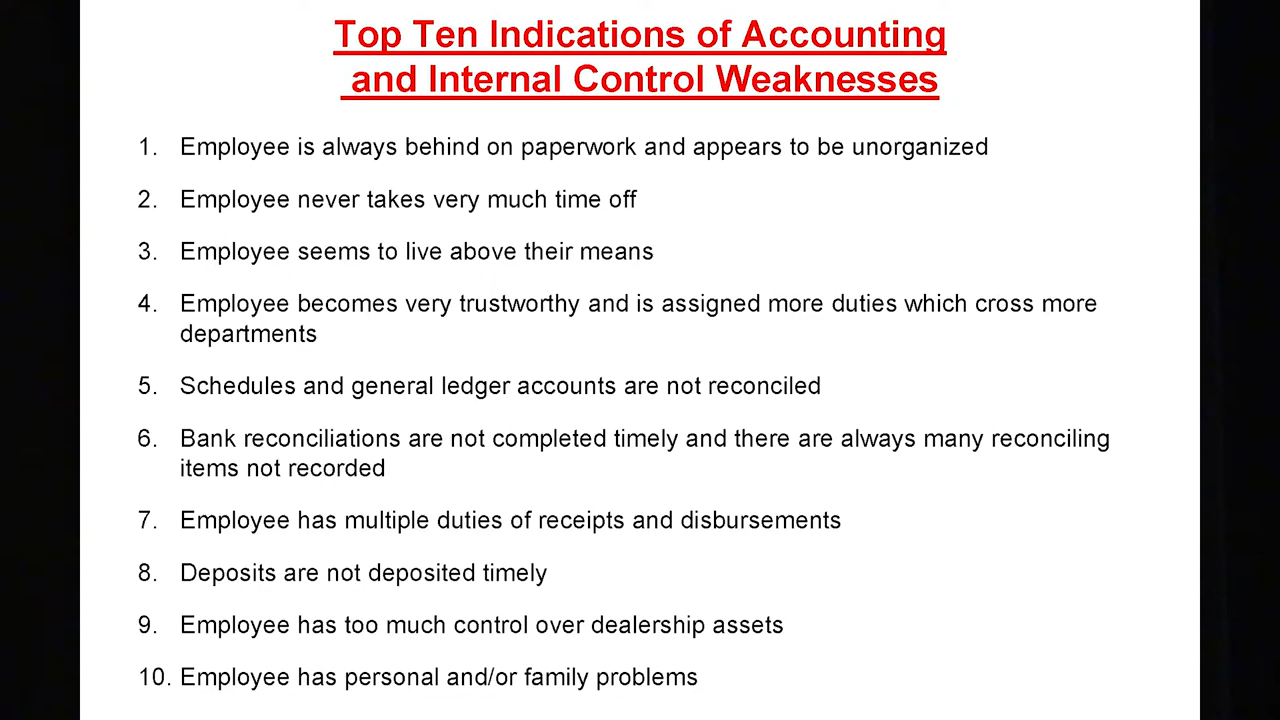 Top Ten Indications of Accounting
and Internal Control Weaknesses
1. Employee is always behind on paperwork and appears to be unorganized
2. Employee never takes very much time off
3. Employee seems to live above their means
4. Employee becomes very trustworthy and is assigned more duties which cross more
departments
5. Schedules and general ledger accounts are not reconciled
6. Bank reconciliations are not completed timely and there are always many reconciling
items not recorded
7. Employee has multiple duties of receipts and disbursements
8. Deposits are not deposited timely
9. Employee has too much control over dealership assets
10. Employee has personal and/or family problems